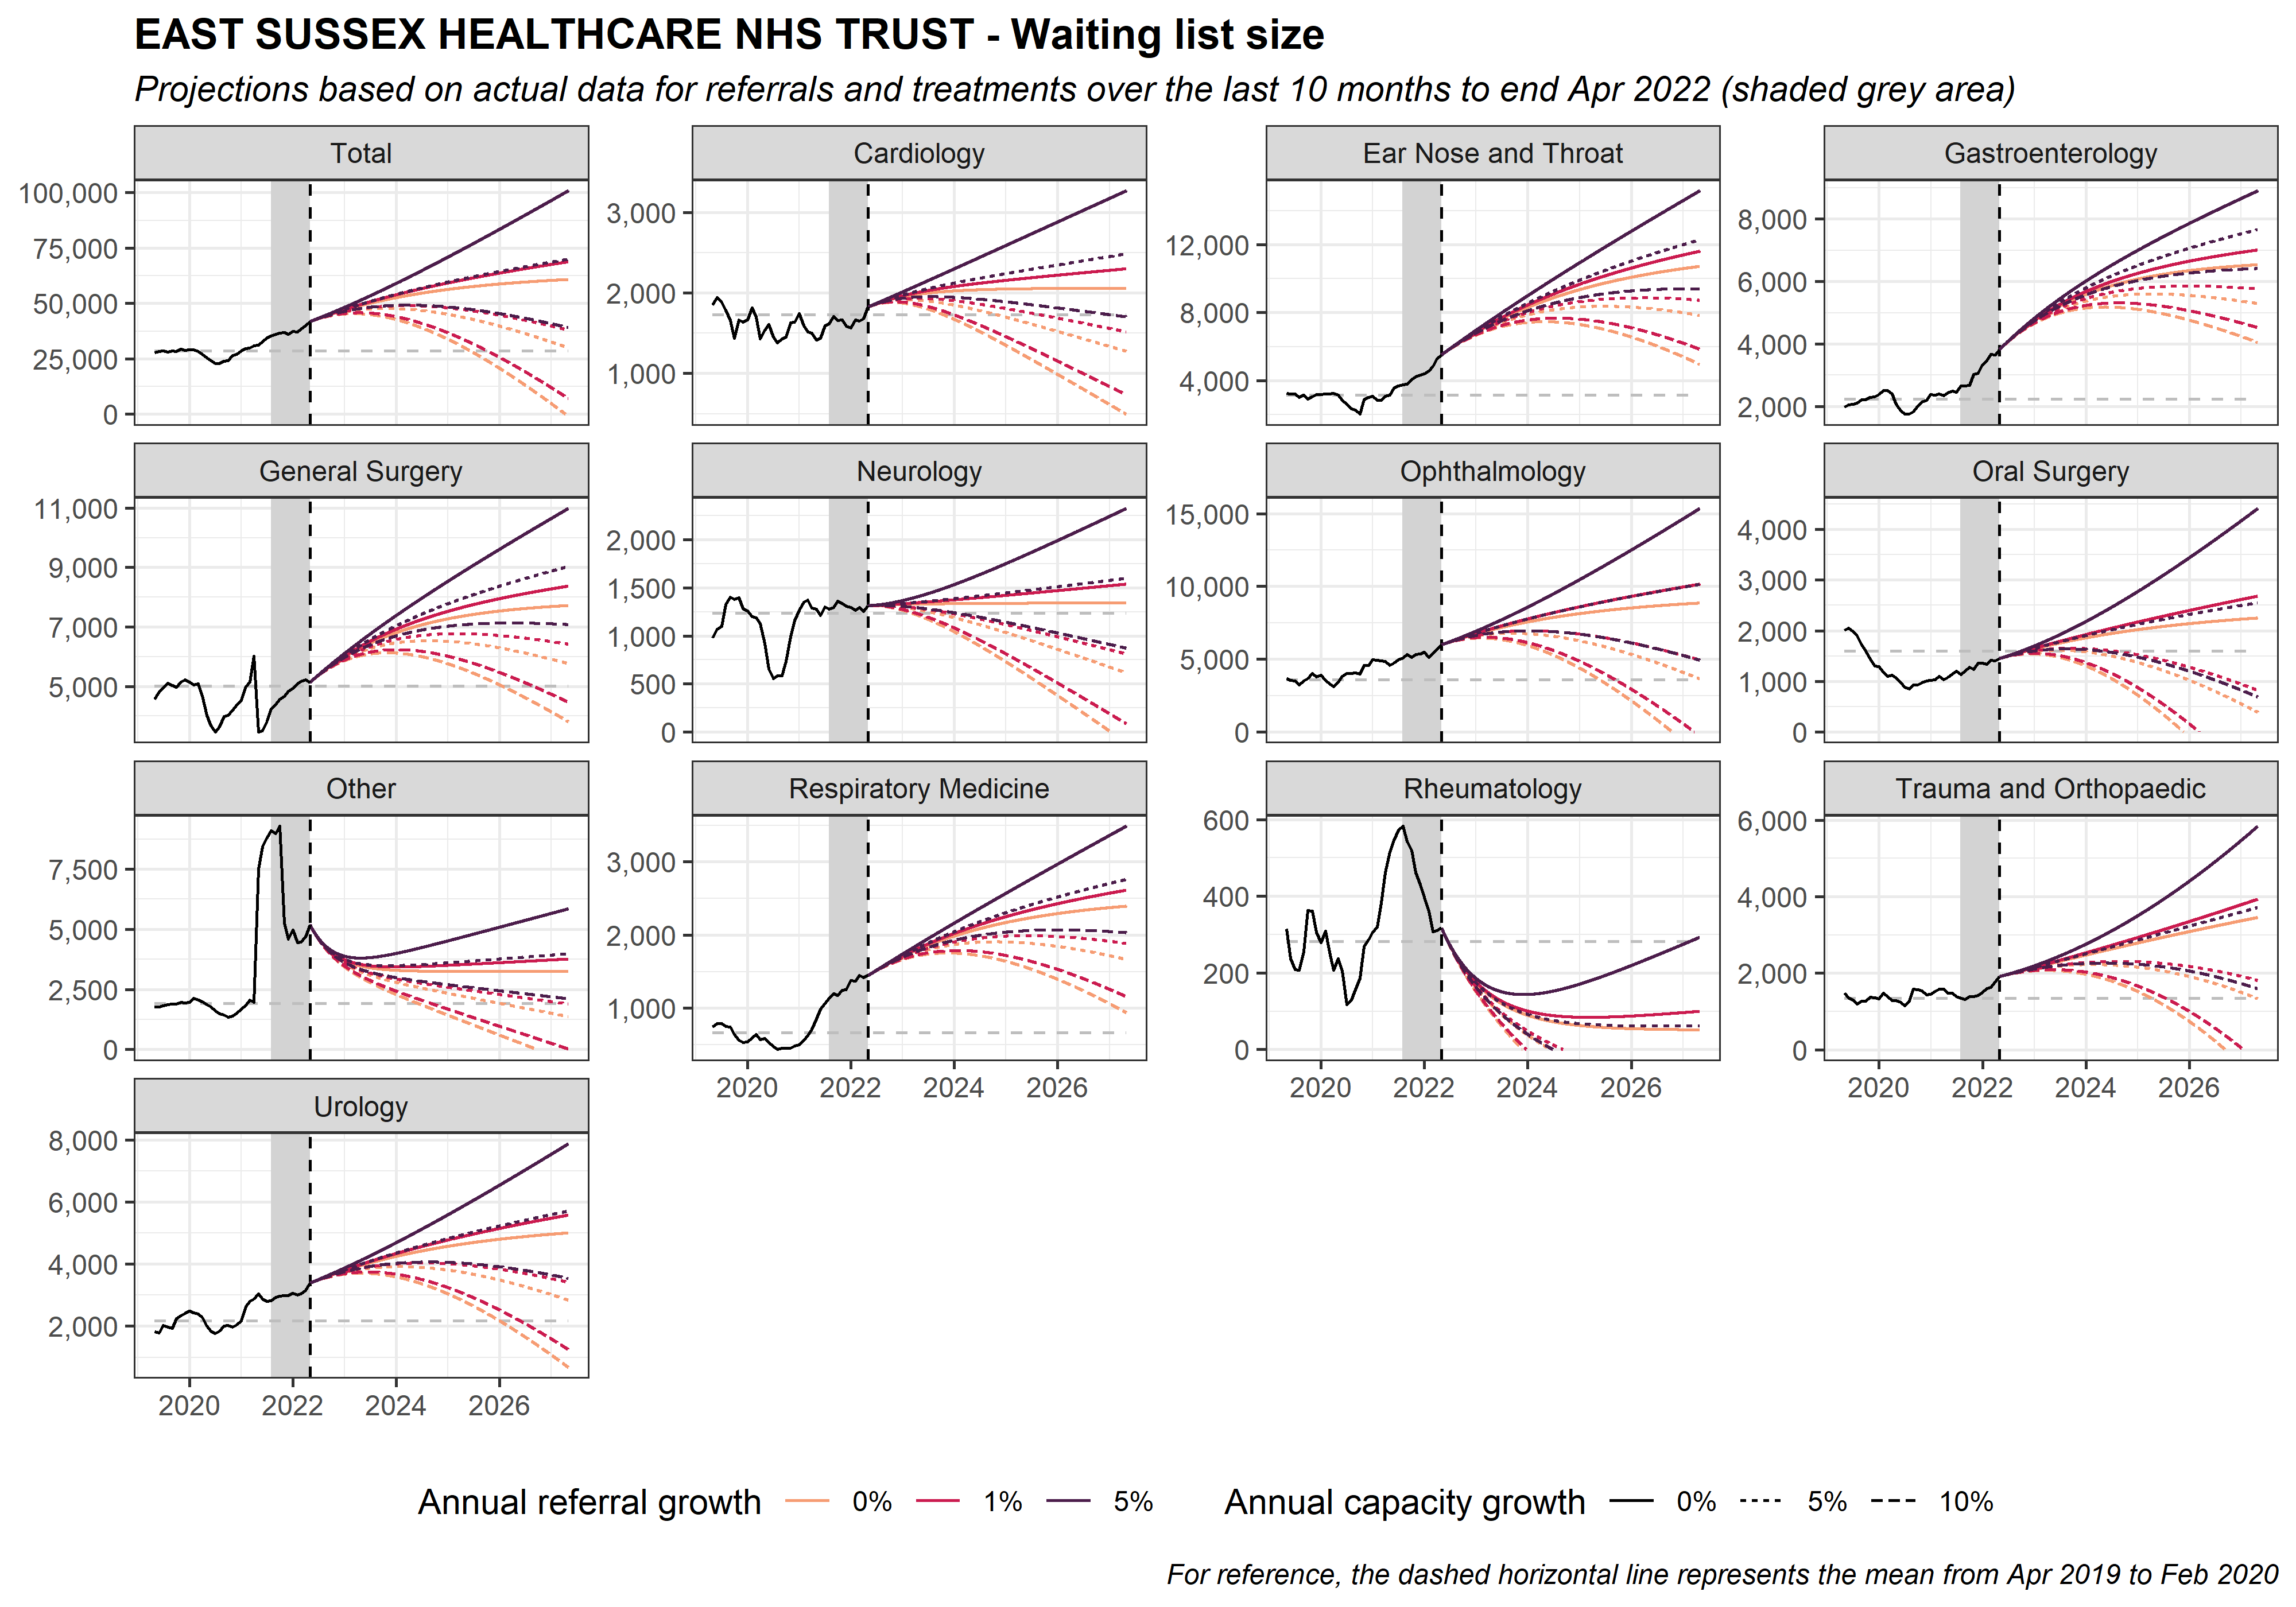 EAST SUSSEX HEALTHCARE NHS TRUST - Waiting list size
Projections based on actual data for referrals and treatments over the last 10 months to end Apr 2022 (shaded grey area)
Total
100,000
75,000
50,000
25,000
0
Cardiology
3,000
2,000
1,000
Ear Nose and Throat
12,000
8,000
4,000
Gastroenterology
8,000
6,000
4,000
2,000
General Surgery
11,000
9,000
7,000
5,000
Neurology
2,000
1,500
1,000
500
0
Ophthalmology
15,000
10,000
5,000
0
Oral Surgery
4,000
3,000
2,000
1,000
0
Other
7,500
5,000
2,500
0
Respiratory Medicine
3,000
2,000
1,000
2020 2022 2024 2026
Rheumatology
600
400
200
0
2020 2022 2024 2026
Trauma and Orthopaedic
6,000
4,000
2,000
0
2020 2022 2024 2026
Urology
8,000
6,000
4,000
2,000
2020 2022 2024 2026
Annual referral growth 0% 1% 5% Annual capacity growth 0% 5% 10%
For reference, the dashed horizontal line represents the mean from Apr 2019 to Feb 2020